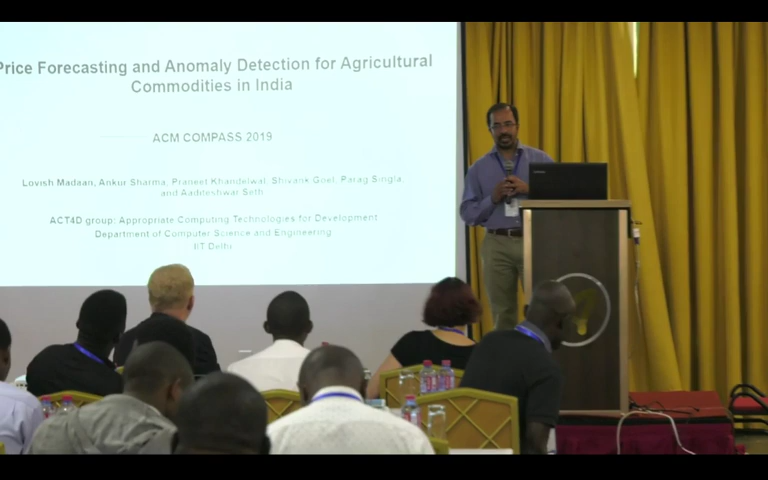 Price Forecasting and Anomaly Detection for Agricultural
Commodities in India
ACM COMPASS 2019
Lovish Madaan, Ankur Sharma, Praneet Khandelwal, Shivank Goel, Parag Singla,
and Aaditeshwar Seth
ACT4D group: Appropriate Computing Technologies for Development
Department of Computer Science and Engineering
IIT Delhi